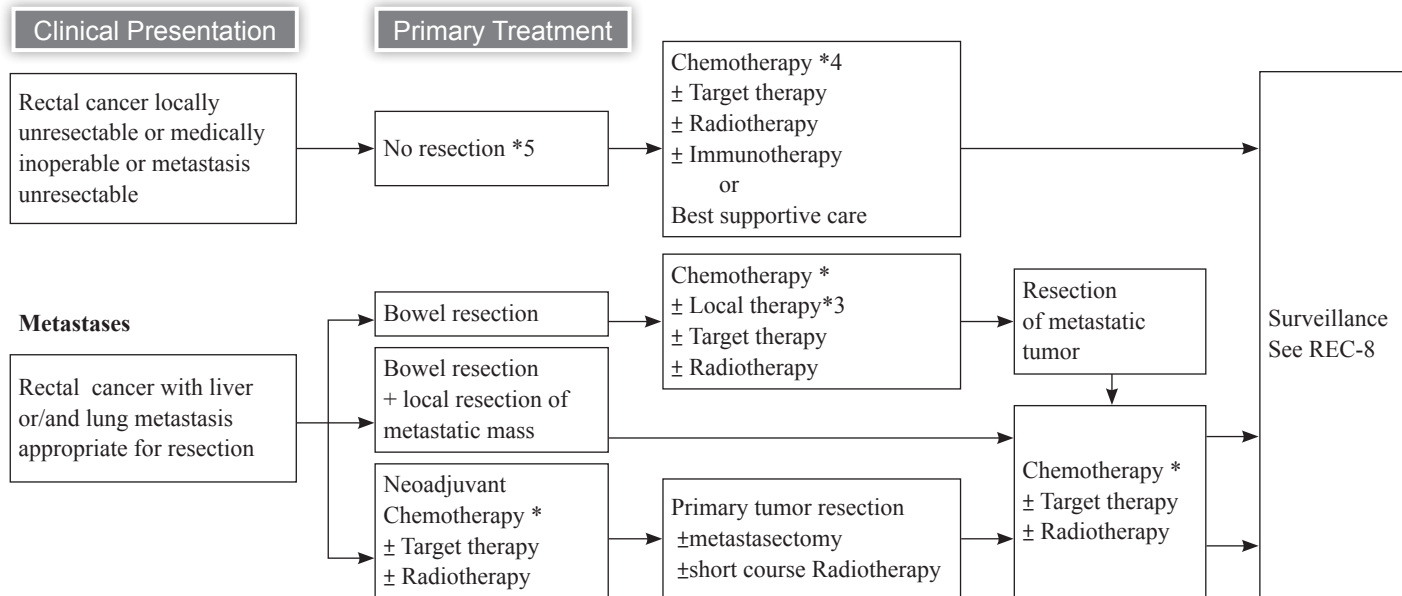 Clinical Presentation
Primary Treatment
Rectal cancer locally
unresectable or medically
inoperable or metastasis
unresectable
No resection *5
Chemotherapy *4
± Target therapy
± Radiotherapy
± Immunotherapy
or
Best supportive care
Metastases
Rectal cancer with liver
or/and lung metastasis
appropriate for resection
Bowel resection
Chemotherapy *
± Local therapy*3
± Target therapy
± Radiotherapy
Resection
of metastatic
tumor
Bowel resection
+ local resection of
metastatic mass
Neoadjuvant
Chemotherapy *
± Target therapy
± Radiotherapy
Primary tumor resection
±metastasectomy
±short course Radiotherapy
Chemotherapy *
± Target therapy
± Radiotherapy
Surveillance
See REC-8